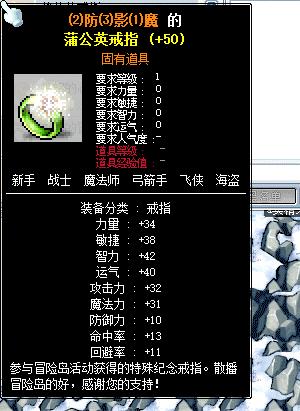 (2)防(3)影(1)魔 的
蒲公英戒指 (+50)
固有道具
要求等级 : 1
要求力量 : 0
要求敏捷 : 0
要求智力 : 0
要求运气 : 0
要求人气度 : -
道具等级 : -
道具经验值 : -
新手 战士 魔法师 弓箭手 飞侠 海盗
装备分类 : 戒指
力量 : +34
敏捷 : +38
智力 : +42
运气 : +40
攻击力 : +32
魔法力 : +31
防御力 : +10
命中率 : +13
回避率 : +11
参与冒险岛活动获得的特殊纪念戒指。散播
冒险岛的好，感谢您的支持！